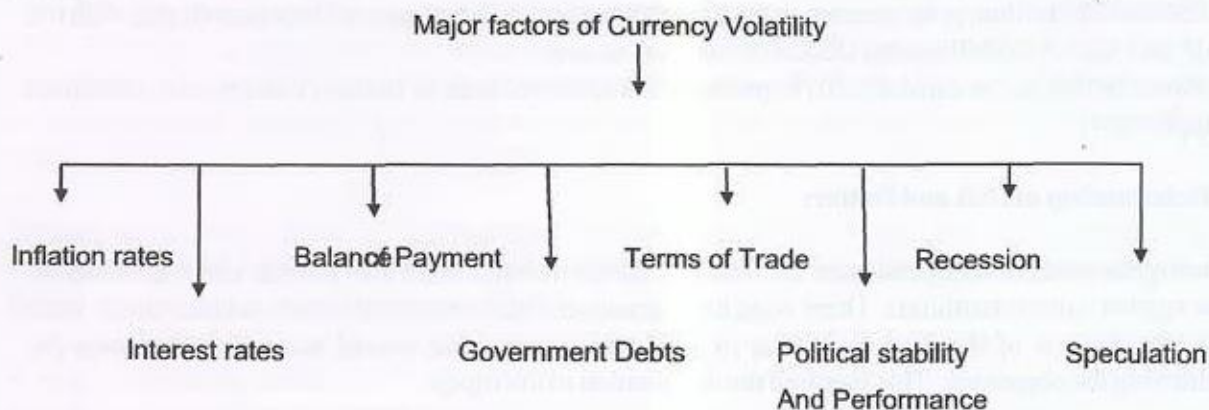 Major factors of Currency Volatility
Inflation rates
Balance of Payment
Terms of Trade
Recession
Interest rates
Government Debts
Political stability
And Performance
Speculation